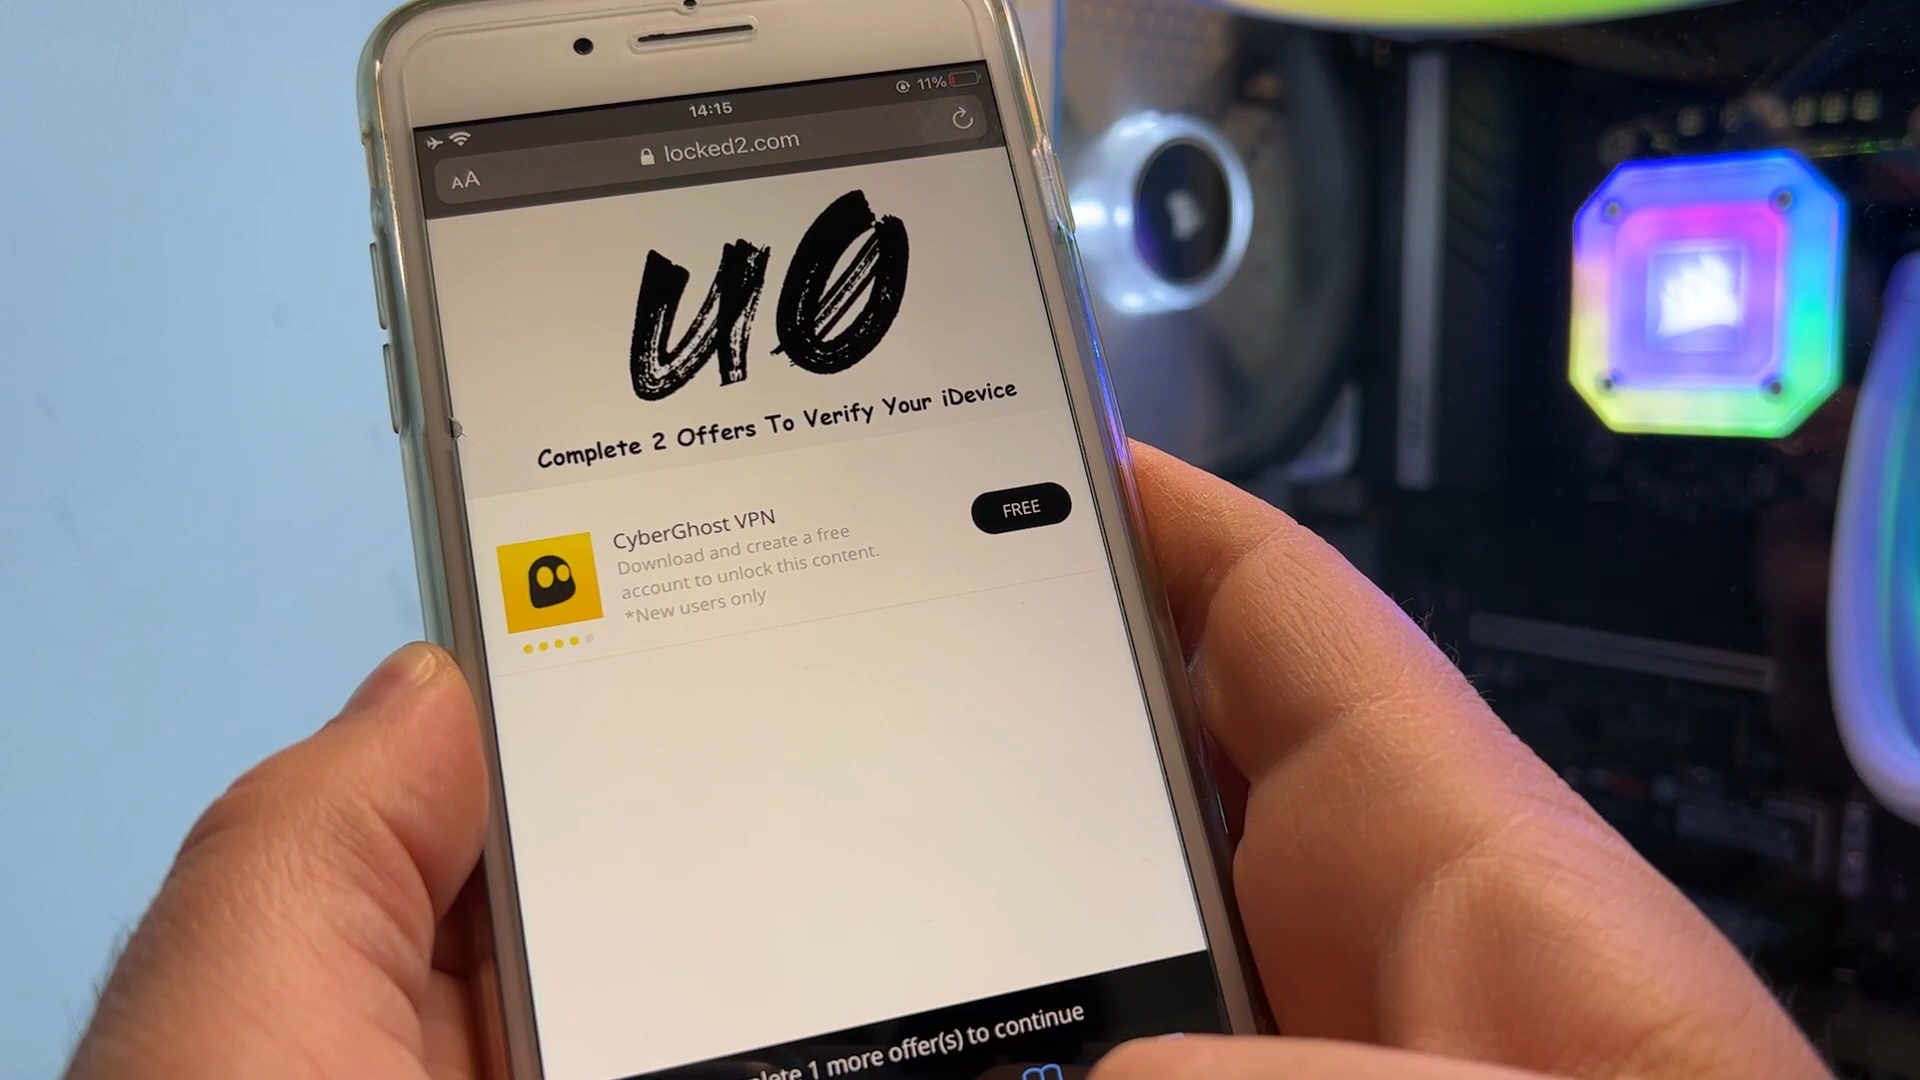 14:15
11%
AA
locked2.com
u0
Complete 2 Offers To Verify Your iDevice
CyberGhost VPN
Download and create a free
account to unlock this content.
*New users only
FREE
1 more offer(s) to continue